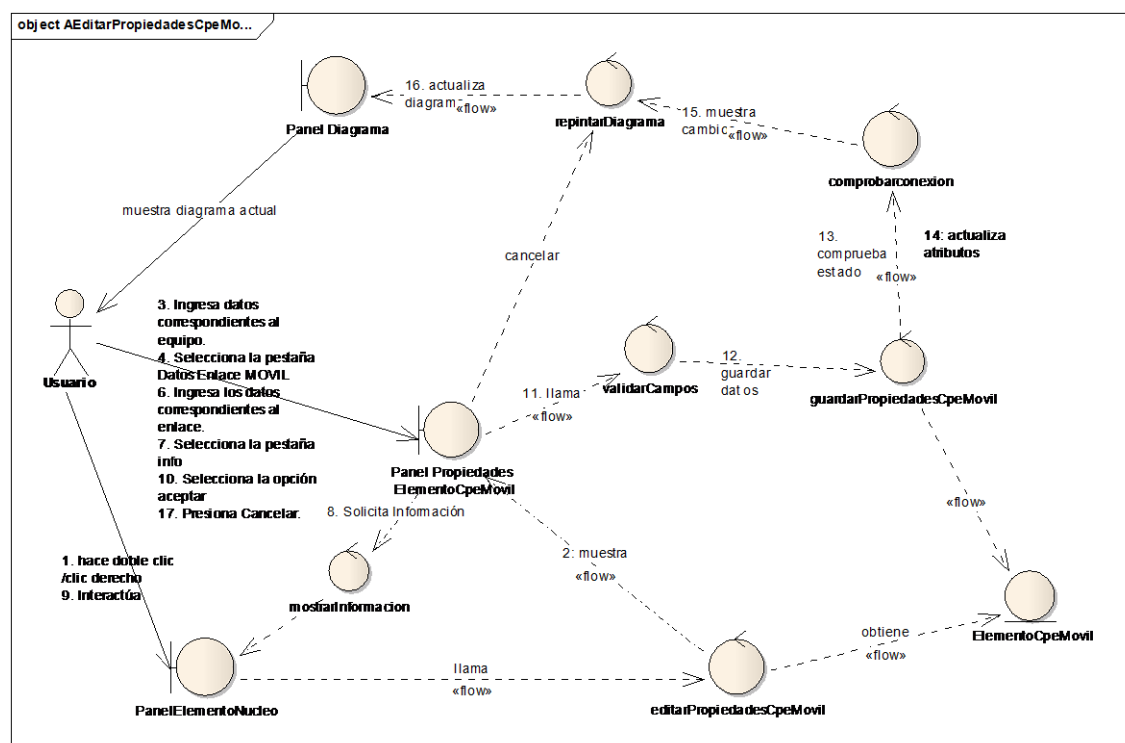 object AEditarPropiedadesCpeMo...
16. actualiza
diagrama
«flow»
Panel Diagrama
repintarDiagrama
15. muestra
cambic
«flow»
comprobarconexion
muestra diagrama actual
cancelar
13.
comprueba
estado
«flow»
14: actualiza
atributos
Usuario
3. Ingresa datos
correspondientes al
equipo.
4. Selecciona la pestaña
Datos Enlace MOVIL
6. Ingresa los datos
correspondientes al
enlace.
7. Selecciona la pestaña
info
10. Selecciona la opción
aceptar
17. Presiona Cancelar.
validarCampos
12.
guardar
datos
guardarPropiedadesCpeMovil
11. llama
«flow»
Panel Propiedades
ElementoCpeMovil
8. Solicita Información
2: muestra
«flow»
«flow»
1. hace doble clic
/clic derecho
9. Interactúa
mostrarInformacion
ElementoCpeMovil
obtiene
«flow»
llama
«flow»
PanelElementoNucleo
editarPropiedadesCpeMovil